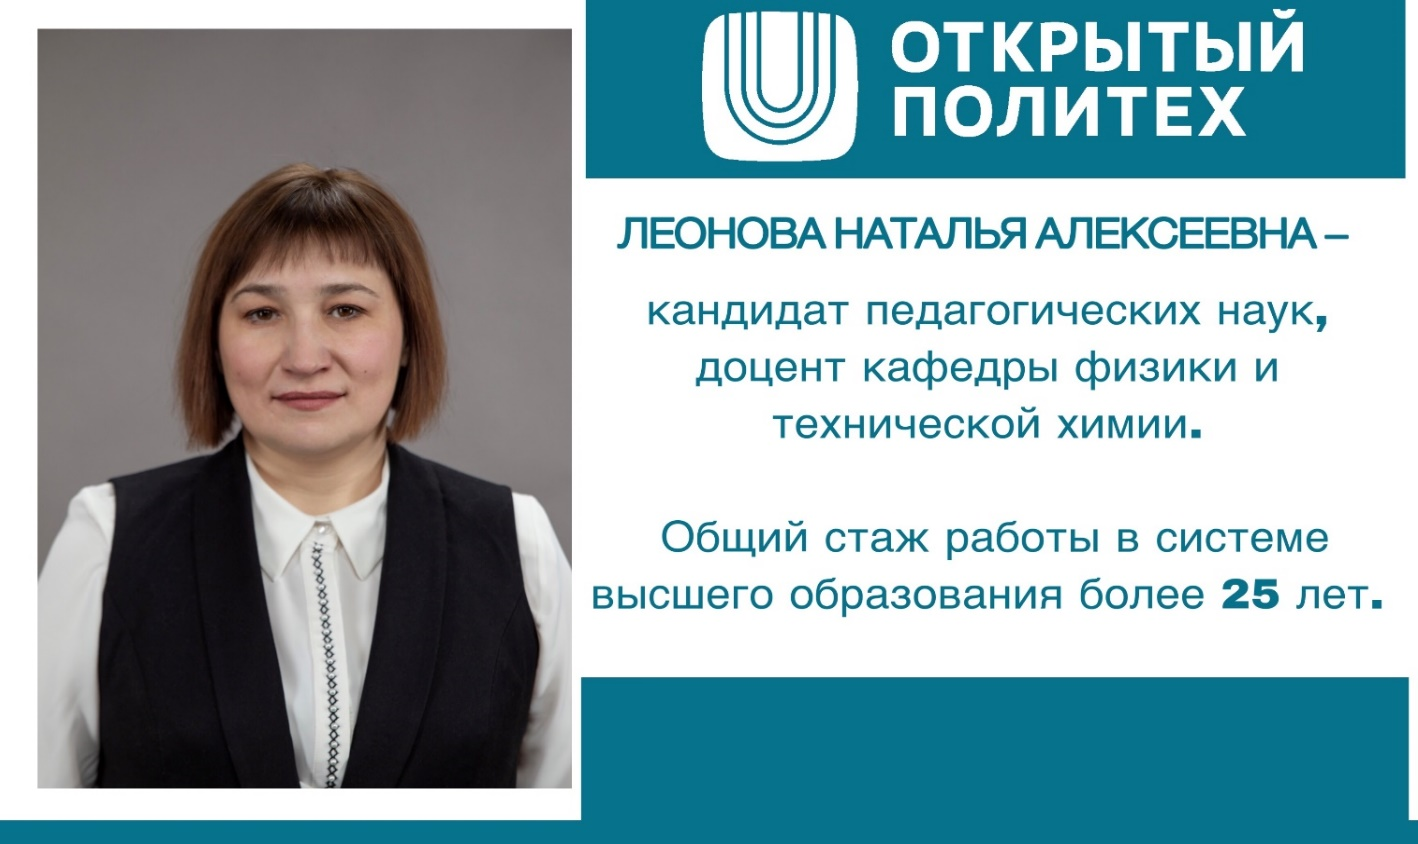 ОТКРЫТЫЙ
ПОЛИТЕХ
ЛЕОНОВА НАТАЛЬЯ АЛЕКСЕЕВНА –
кандидат педагогических наук,
доцент кафедры физики и
технической химии.
Общий стаж работы в системе
высшего образования более 25 лет.